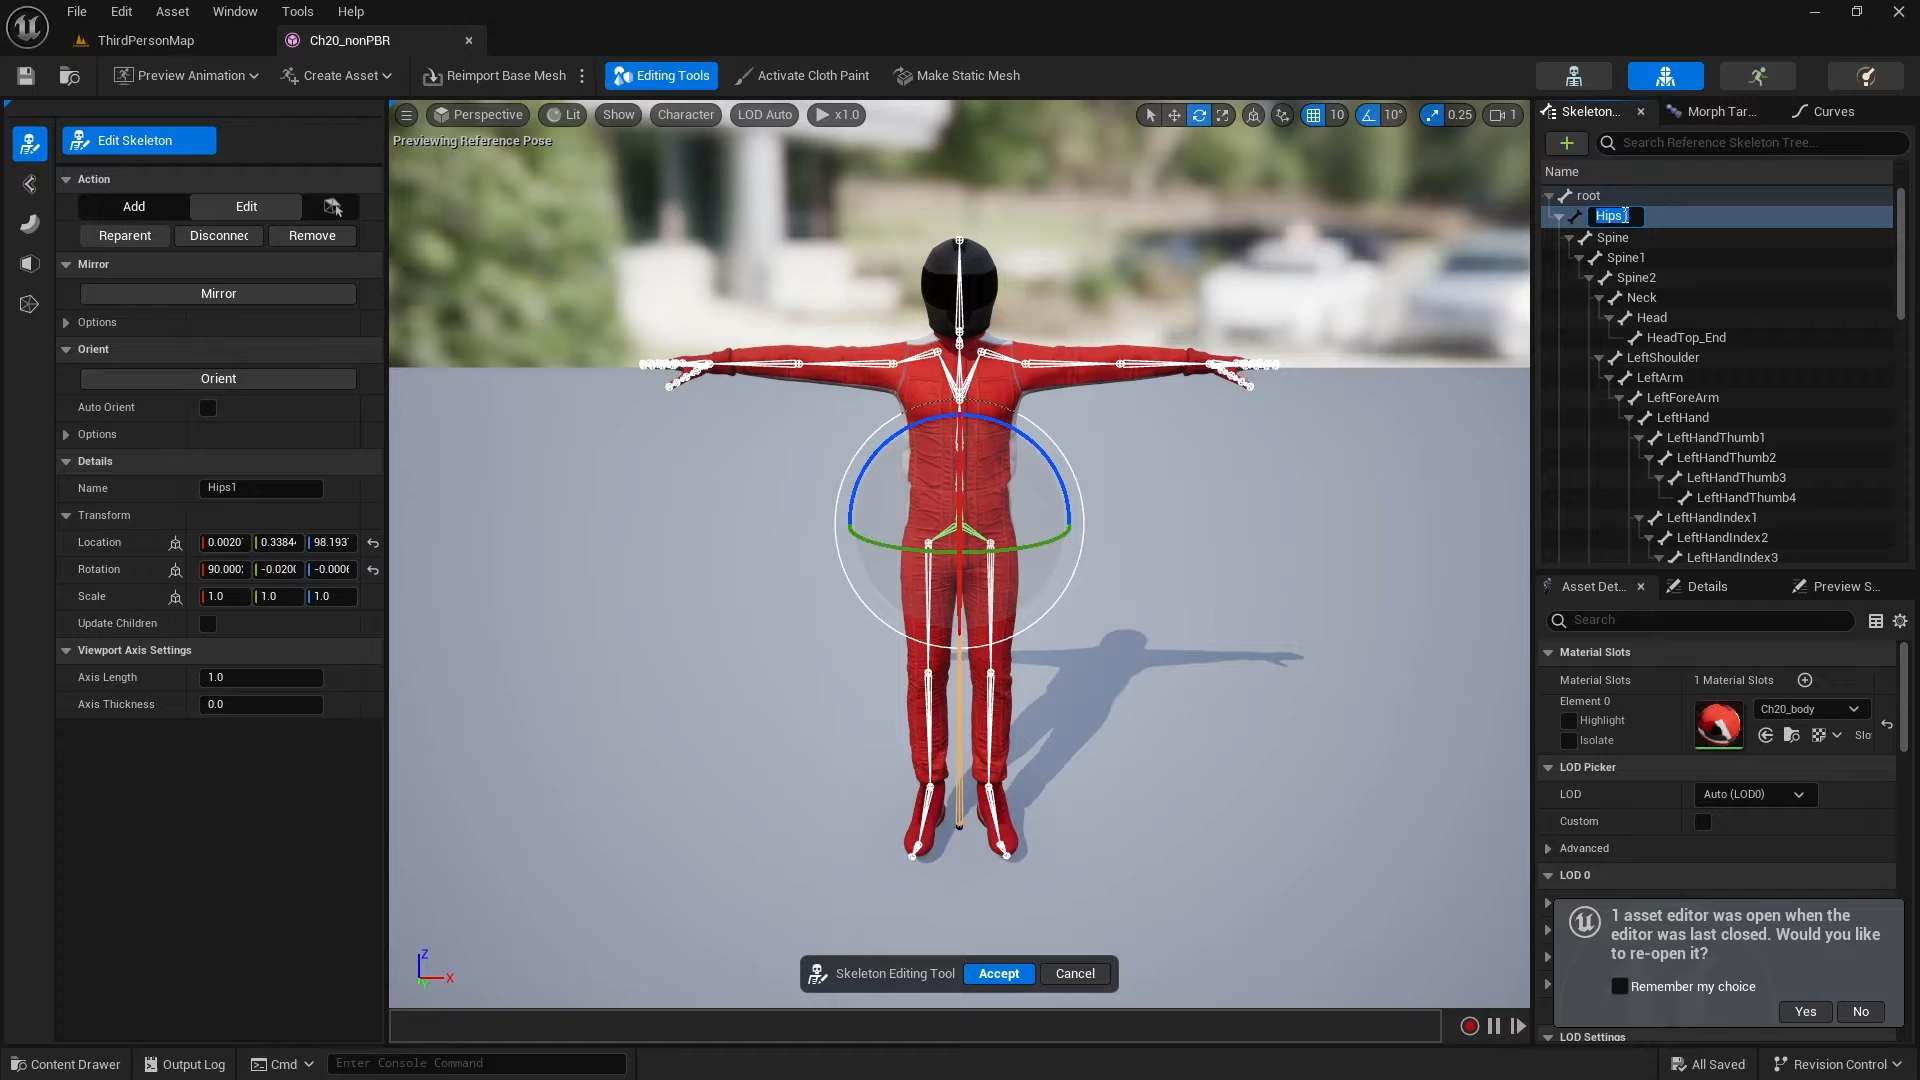 File Edit Asset Window Tools Help
ThirdPersonMap
Ch20_nonPBR
Preview Animation
Create Asset
Reimport Base Mesh
Editing Tools
Activate Cloth Paint
Make Static Mesh
Edit Skeleton
Action
Add Edit
Reparent Disconnec Remove
Mirror
Mirror
Options
Orient
Orient
Auto Orient
Options
Details
Name Hips1
Transform
Location 0.0020 0.3384 98.193
Rotation 90.000 -0.020 -0.000
Scale 1.0 1.0 1.0
Update Children
Viewport Axis Settings
Axis Length 1.0
Axis Thickness 0.0
Perspective Lit Show Character LOD Auto x1.0
10 10° 0.25 1
Previewing Reference Pose
Z
X
Y
Skeleton Editing Tool Accept Cancel
Skeleton... Morph Tar... Curves
Search Reference Skeleton Tree...
Name
root
Hips1
Spine
Spine1
Spine2
Neck
Head
HeadTop_End
LeftShoulder
LeftArm
LeftForeArm
LeftHand
LeftHandThumb1
LeftHandThumb2
LeftHandThumb3
LeftHandThumb4
LeftHandIndex1
LeftHandIndex2
LeftHandIndex3
Asset Det... Details Preview S...
Search
Material Slots
Material Slots 1 Material Slots
Element 0
Highlight
Isolate
Ch20_body
Slo
LOD Picker
LOD Auto (LOD0)
Custom
Advanced
LOD 0
1 asset editor was open when the
editor was last closed. Would you like
to re-open it?
Remember my choice
Yes No
LOD Settings
Content Drawer Output Log Cmd Enter Console Command
All Saved Revision Control